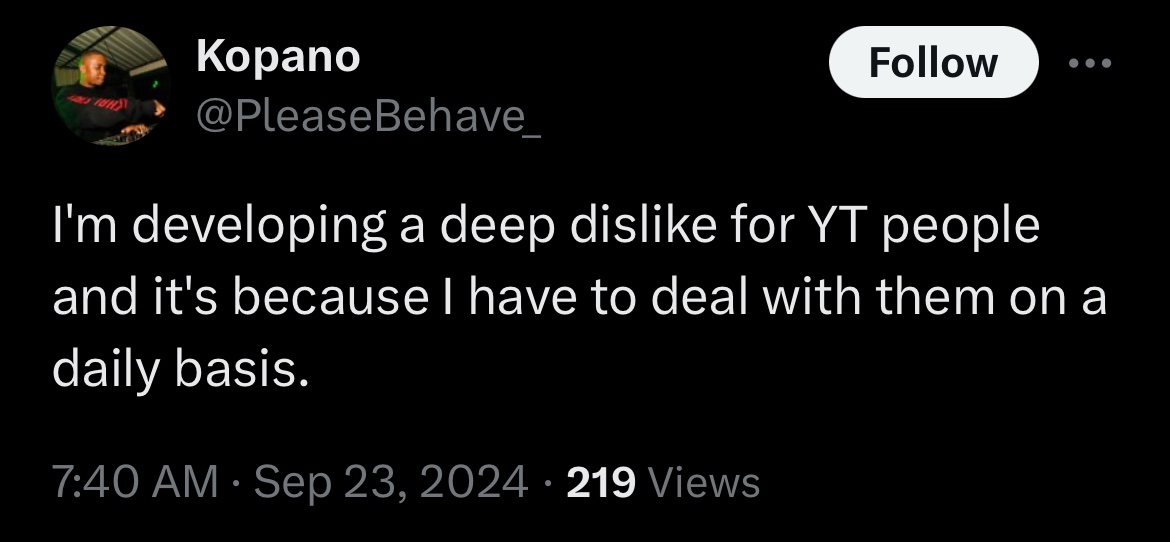 Kopano
Follow
@PleaseBehave_
I'm developing a deep dislike for YT people
and it's because I have to deal with them on a
daily basis.
7:40 AM · Sep 23, 2024 · 219 Views